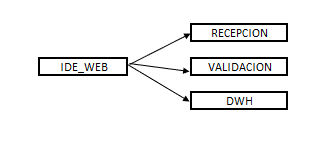 RECEPCION
IDE_WEB
VALIDACION
DWH